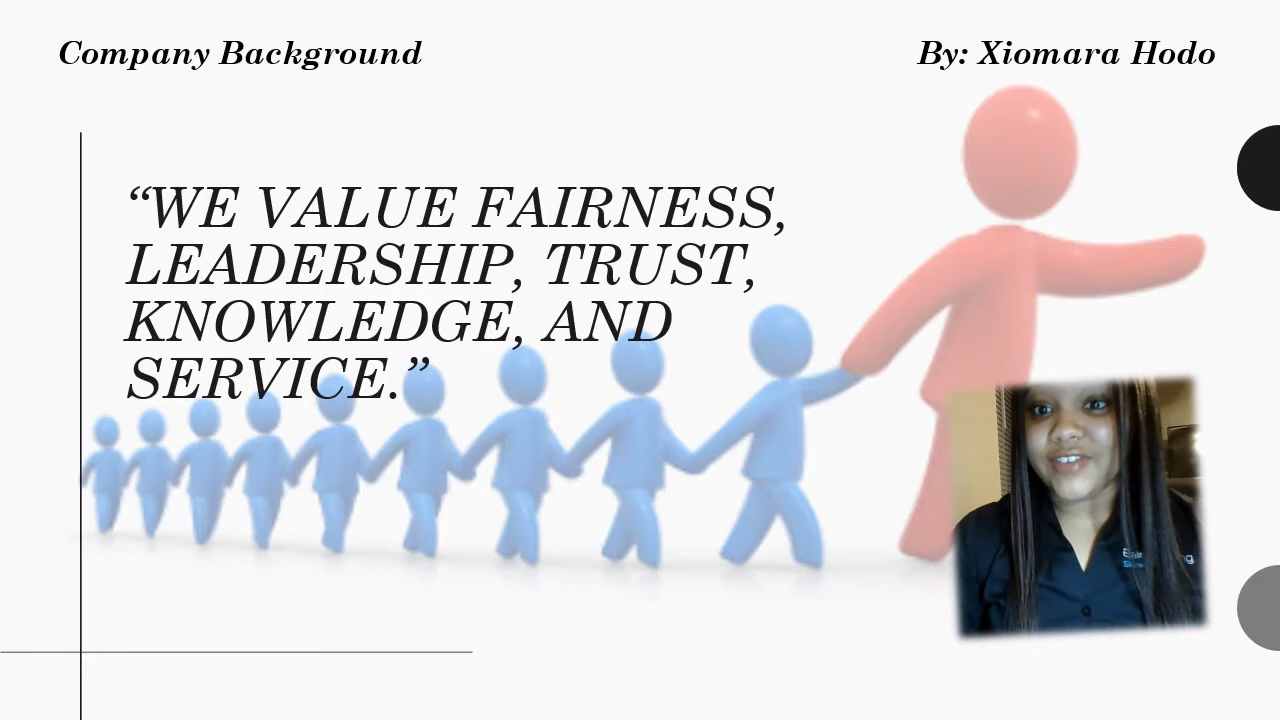 Company Background
By: Xiomara Hodo
“WE VALUE FAIRNESS,
LEADERSHIP, TRUST,
KNOWLEDGE, AND
SERVICE.”